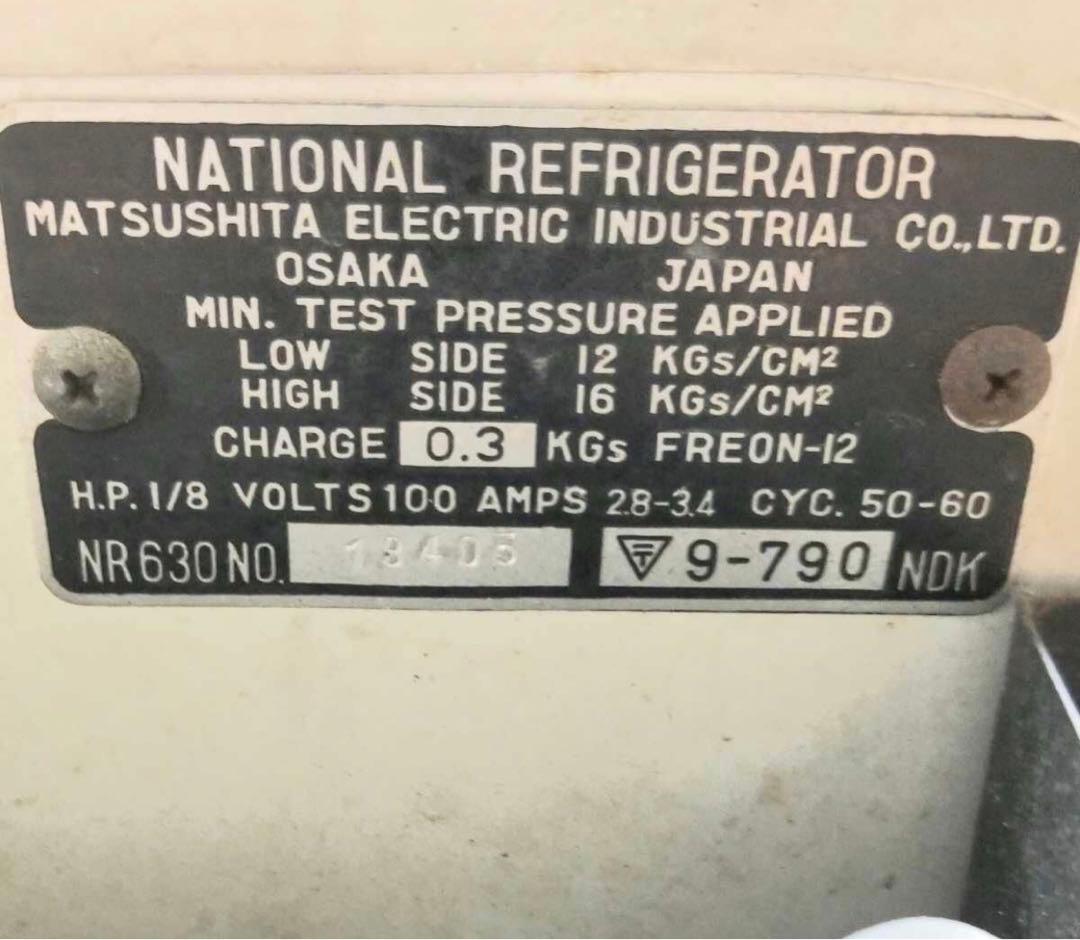 NATIONAL REFRIGERATOR
MATSUSHITA ELECTRIC INDUSTRIAL CO.,LTD.
OSAKA JAPAN
MIN. TEST PRESSURE APPLIED
LOW SIDE 12 KGs/CM²
HIGH SIDE 16 KGs/CM²
CHARGE 0.3 KGs FREON-12
H.P. 1/8 VOLTS 100 AMPS 2.8-3.4 CYC. 50-60
NR630 NO. 9-790 NDK